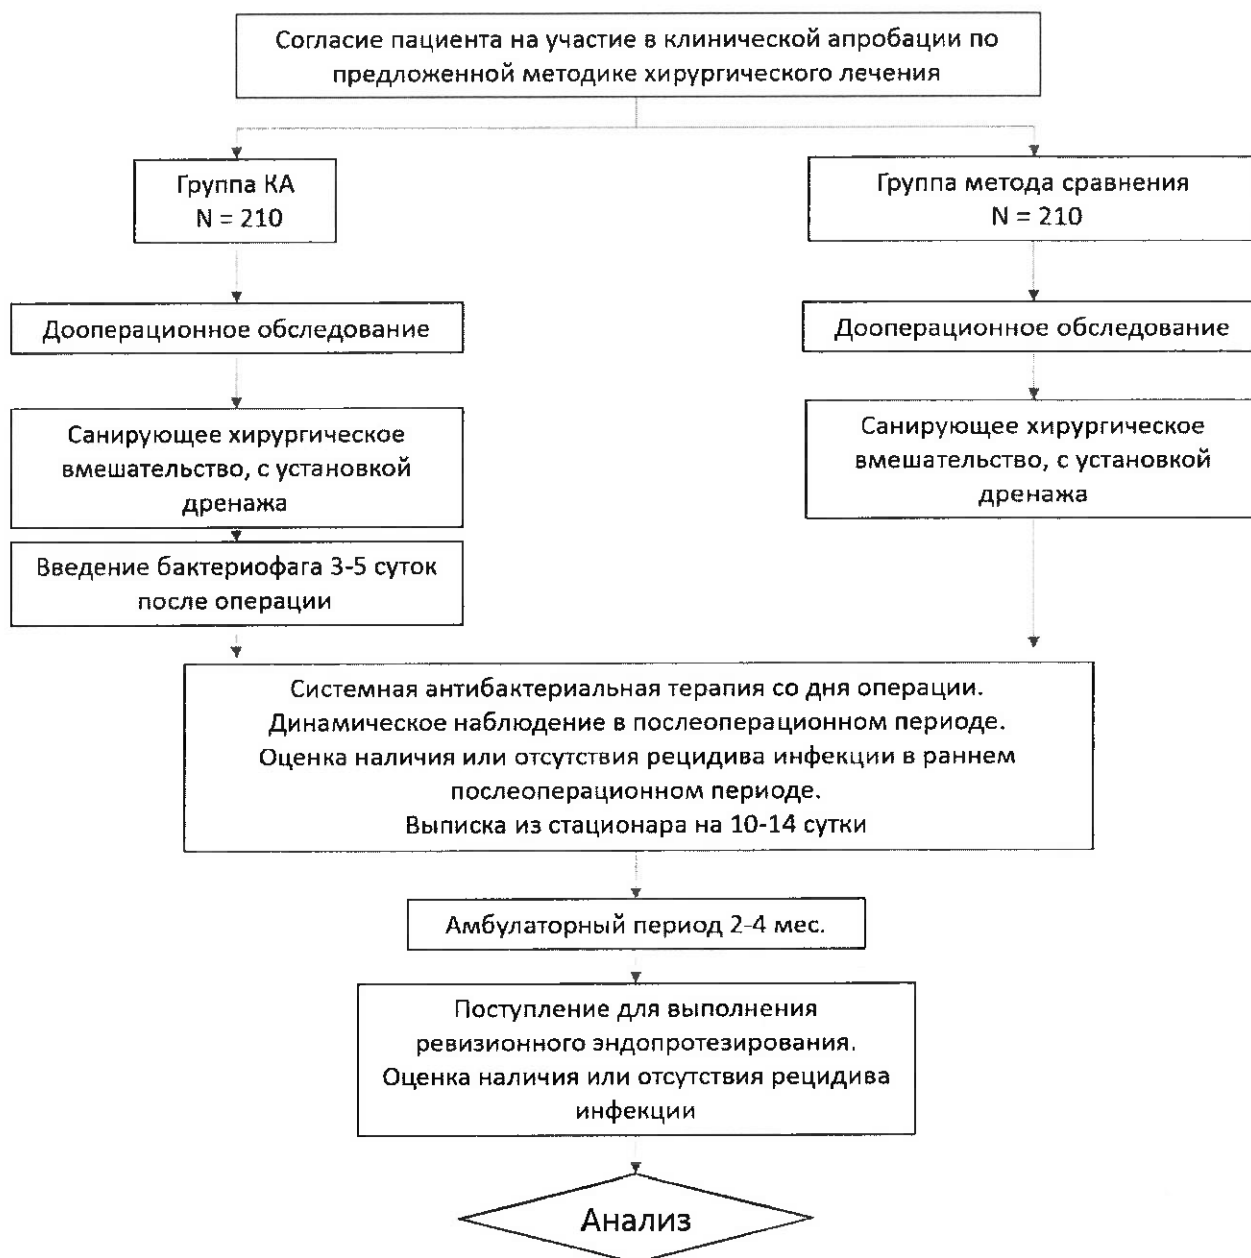 Согласие пациента на участие в клинической апробации по
предложенной методике хирургического лечения
Группа КА
N = 210
Группа метода сравнения
N = 210
Дооперационное обследование
Дооперационное обследование
Санирующее хирургическое
вмешательство, с установкой
дренажа
Санирующее хирургическое
вмешательство, с установкой
дренажа
Введение бактериофага 3-5 суток
после операции
Системная антибактериальная терапия со дня операции.
Динамическое наблюдение в послеоперационном периоде.
Оценка наличия или отсутствия рецидива инфекции в раннем
послеоперационном периоде.
Выписка из стационара на 10-14 сутки
Амбулаторный период 2-4 мес.
Поступление для выполнения
ревизионного эндопротезирования.
Оценка наличия или отсутствия рецидива
инфекции
Анализ